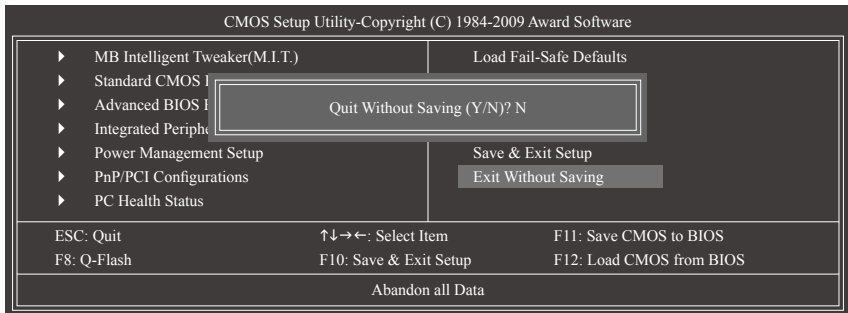 CMOS Setup Utility-Copyright (C) 1984-2009 Award Software
MB Intelligent Tweaker(M.I.T.) Load Fail-Safe Defaults
Standard CMOS
Advanced BIOS
Quit Without Saving (Y/N)? N
Integrated
Power Management Setup Save & Exit Setup
PnP/PCI Configurations Exit Without Saving
PC Health Status
ESC: Quit ↑↓→←: Select Item F11: Save CMOS to BIOS
F8: Q-Flash F10: Save & Exit Setup F12: Load CMOS from BIOS
Abandon all Data